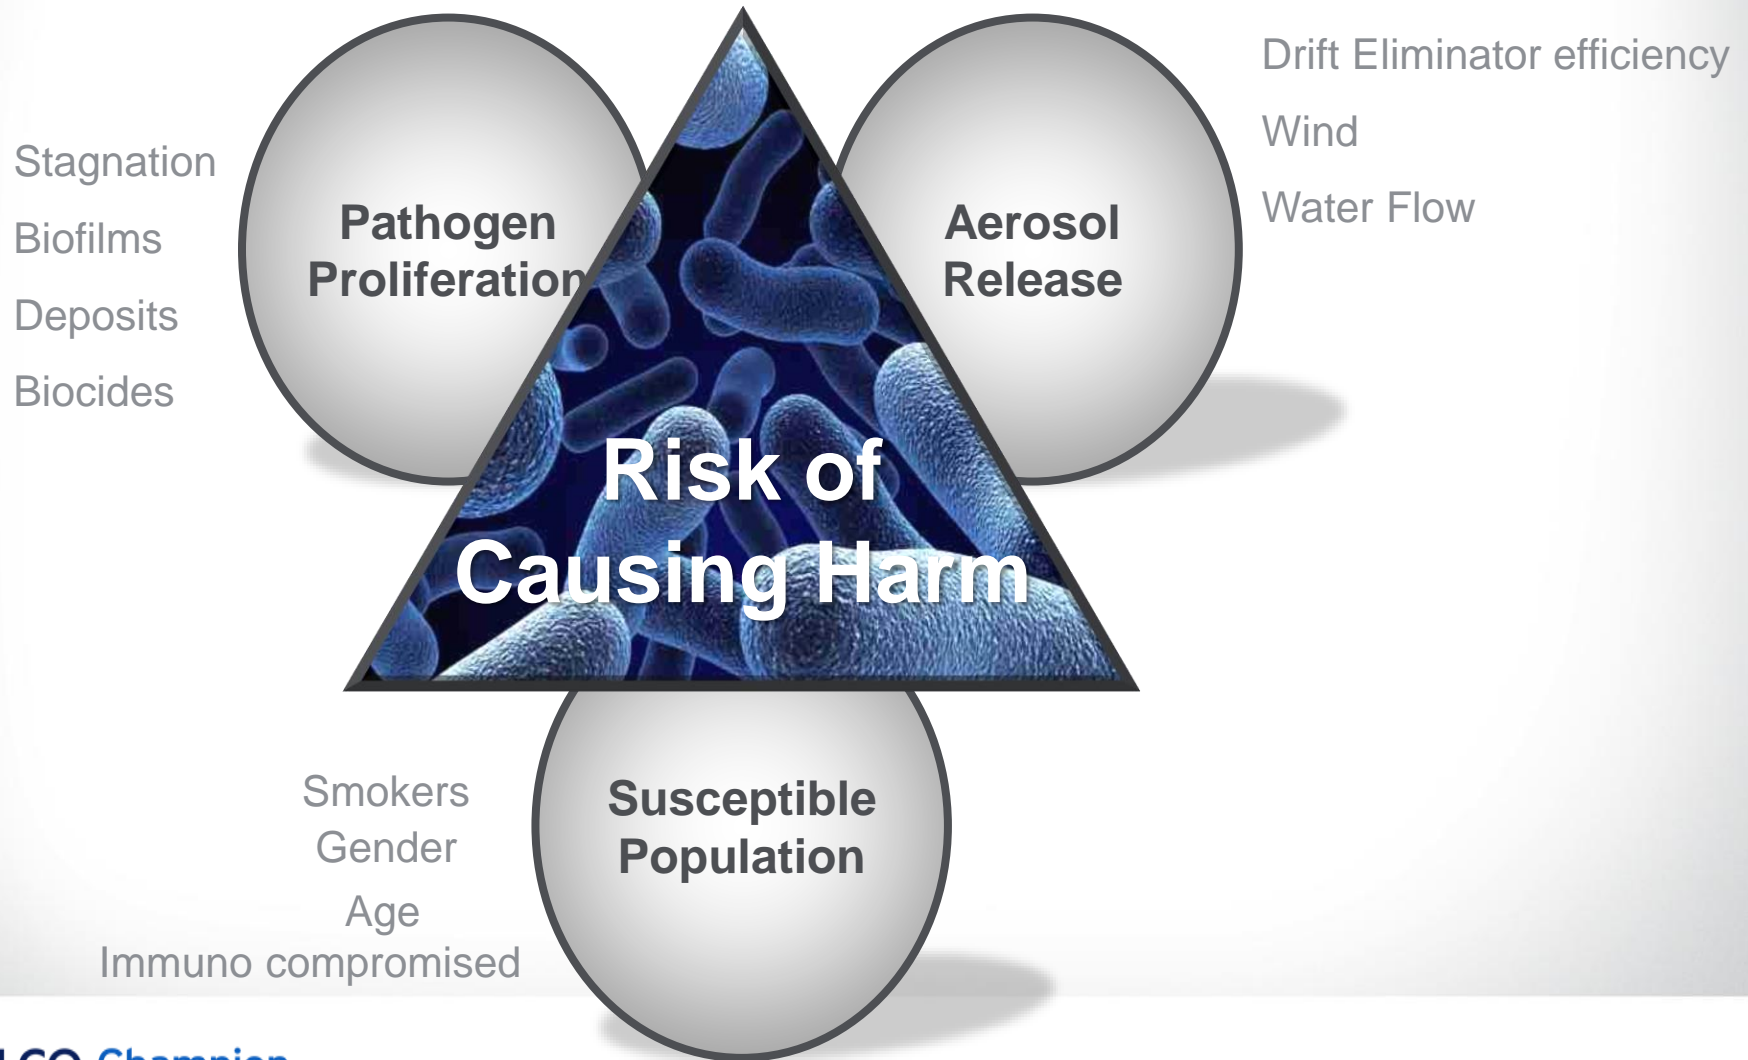 Stagnation
Biofilms
Deposits
Biocides
Pathogen
Proliferation
Aerosol
Release
Drift Eliminator efficiency
Wind
Water Flow
Risk of
Causing Harm
Smokers
Gender
Age
Immuno compromised
Susceptible
Population
Champion